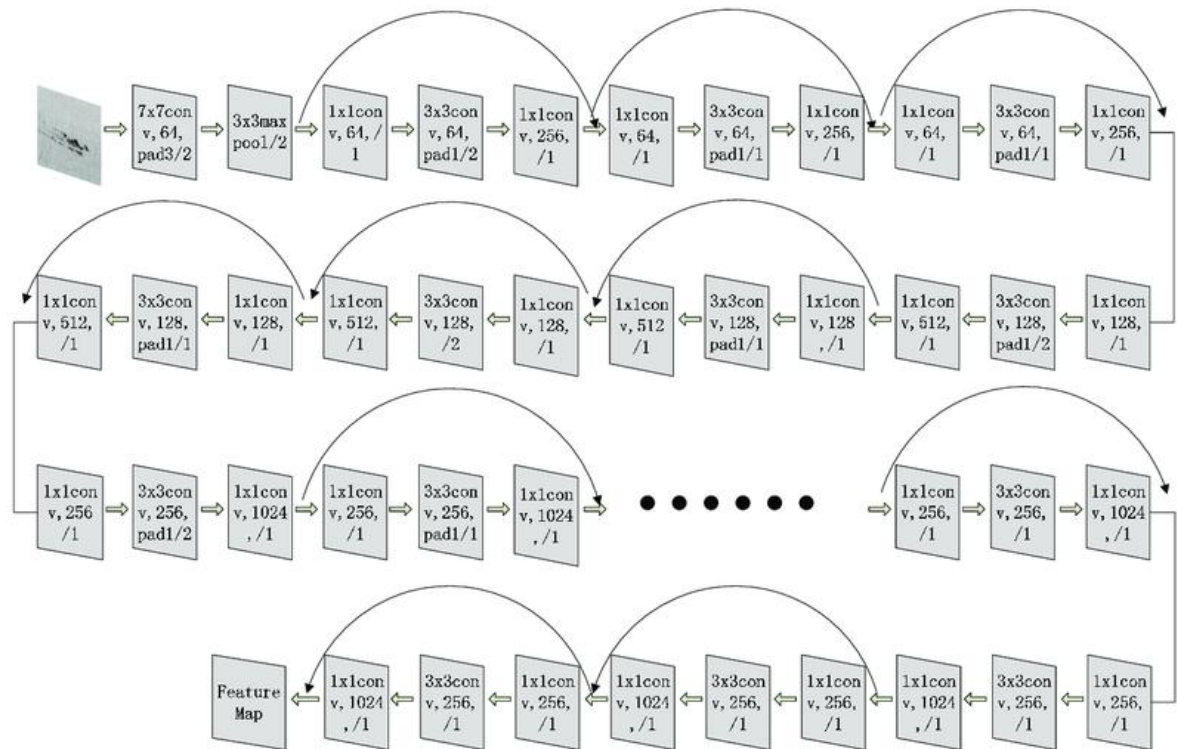 7x7con
v, 64,
pad3/2
3x3max
pool/2
1x1con
v, 64, /
1
3x3con
v, 64,
pad1/2
1x1con
v, 256,
/1
1x1con
v, 64,
/1
3x3con
v, 64,
pad1/1
1x1con
v, 256,
/1
1x1con
v, 64,
/1
3x3con
v, 64,
pad1/1
1x1con
v, 256,
/1
1x1con
v, 512,
/1
3x3con
v, 128,
pad1/1
1x1con
v, 128,
/1
1x1con
v, 512,
/1
3x3con
v, 128,
/2
1x1con
v, 128,
/1
1x1con
v, 512
/1
3x3con
v, 128,
pad1/1
1x1con
v, 128
, /1
1x1con
v, 512,
/1
3x3con
v, 128,
pad1/2
1x1con
v, 128,
/1
1x1con
v, 256
/1
3x3con
v, 256,
pad1/2
1x1con
v, 1024
, /1
1x1con
v, 256,
/1
3x3con
v, 256,
pad1/1
1x1con
v, 1024
, /1
1x1con
v, 256,
/1
3x3con
v, 256,
/1
1x1con
v, 1024
, /1
Feature
Map
1x1con
v, 1024
, /1
3x3con
v, 256,
/1
1x1con
v, 256,
/1
1x1con
v, 1024
, /1
3x3con
v, 256,
/1
1x1con
v, 256,
/1
1x1con
v, 1024
, /1
3x3con
v, 256,
/1
1x1con
v, 256,
/1